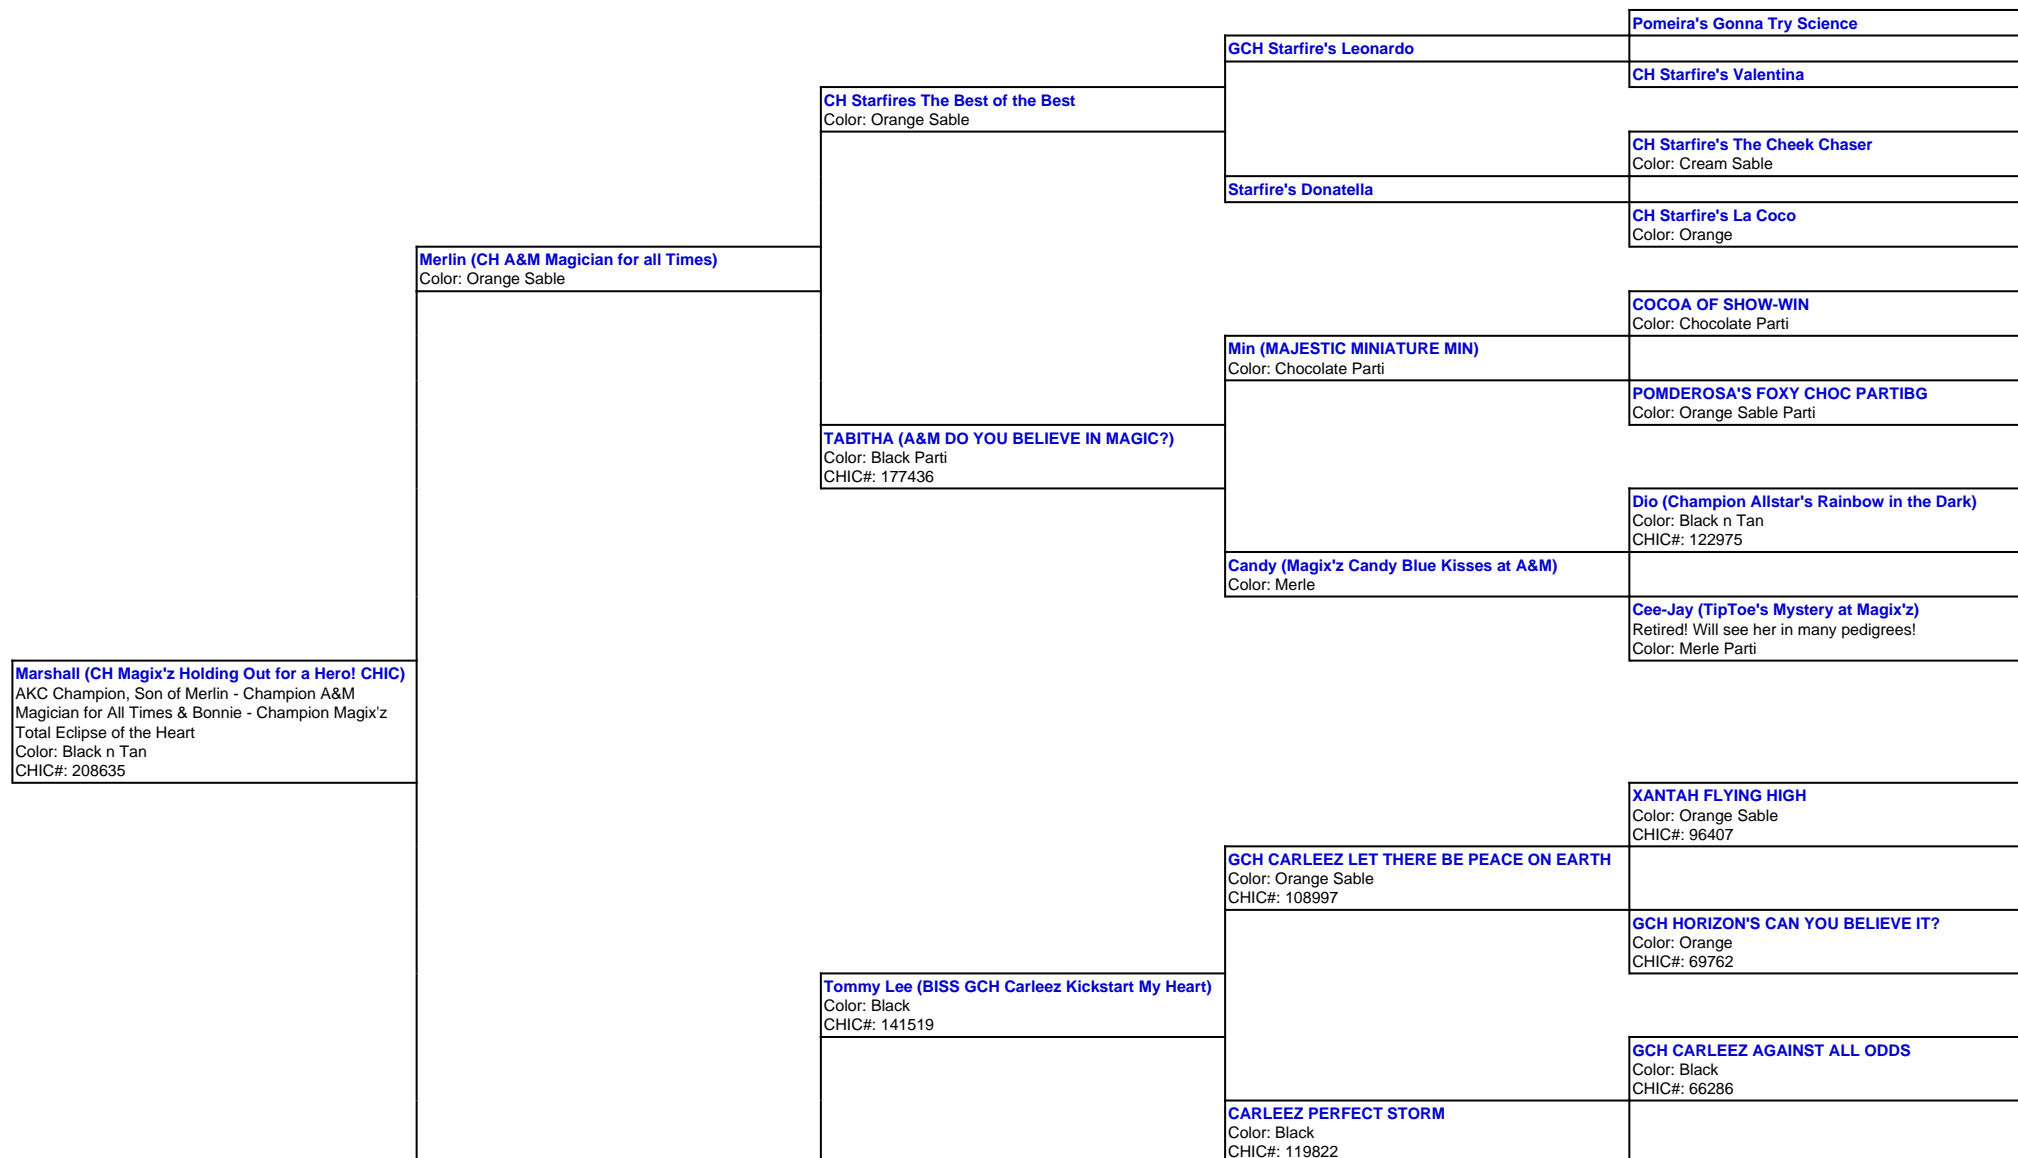 Pomeira's Gonna Try Science
GCH Starfire's Leonardo
CH Starfire's Valentina
CH Starfires The Best of the Best
Color: Orange Sable
CH Starfire's The Cheek Chaser
Color: Cream Sable
Starfire's Donatella
CH Starfire's La Coco
Color: Orange
Merlin (CH A&M Magician for all Times)
Color: Orange Sable
COCOA OF SHOW-WIN
Color: Chocolate Parti
Min (MAJESTIC MINIATURE MIN)
Color: Chocolate Parti
POMDEROSA'S FOXY CHOC PARTIBG
Color: Orange Sable Parti
TABITHA (A&M DO YOU BELIEVE IN MAGIC?)
Color: Black Parti
CHIC#: 177436
Dio (Champion Allstar's Rainbow in the Dark)
Color: Black n Tan
CHIC#: 122975
Candy (Magix'z Candy Blue Kisses at A&M)
Color: Merle
Cee-Jay (TipToe's Mystery at Magix'z)
Retired! Will see her in many pedigrees!
Color: Merle Parti
Marshall (CH Magix'z Holding Out for a Hero! CHIC)
AKC Champion, Son of Merlin - Champion A&M
Magician for All Times & Bonnie - Champion Magix'z
Total Eclipse of the Heart
Color: Black n Tan
CHIC#: 208635
XANTAH FLYING HIGH
Color: Orange Sable
CHIC#: 96407
GCH CARLEEZ LET THERE BE PEACE ON EARTH
Color: Orange Sable
CHIC#: 108997
GCH HORIZON'S CAN YOU BELIEVE IT?
Color: Orange
CHIC#: 69762
Tommy Lee (BISS GCH Carleez Kickstart My Heart)
Color: Black
CHIC#: 141519
GCH CARLEEZ AGAINST ALL ODDS
Color: Black
CHIC#: 66286
CARLEEZ PERFECT STORM
Color: Black
CHIC#: 119822